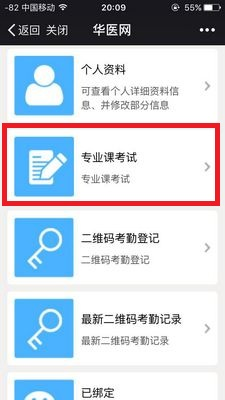 -82 中国移动 20:09 55%
返回 关闭 华医网
个人资料
可查看个人详细资料信
息、并修改部分信息
专业课考试
专业课考试
二维码考勤登记
二维码考勤登记
最新二维码考勤记录
最新二维码考勤记录
已绑定